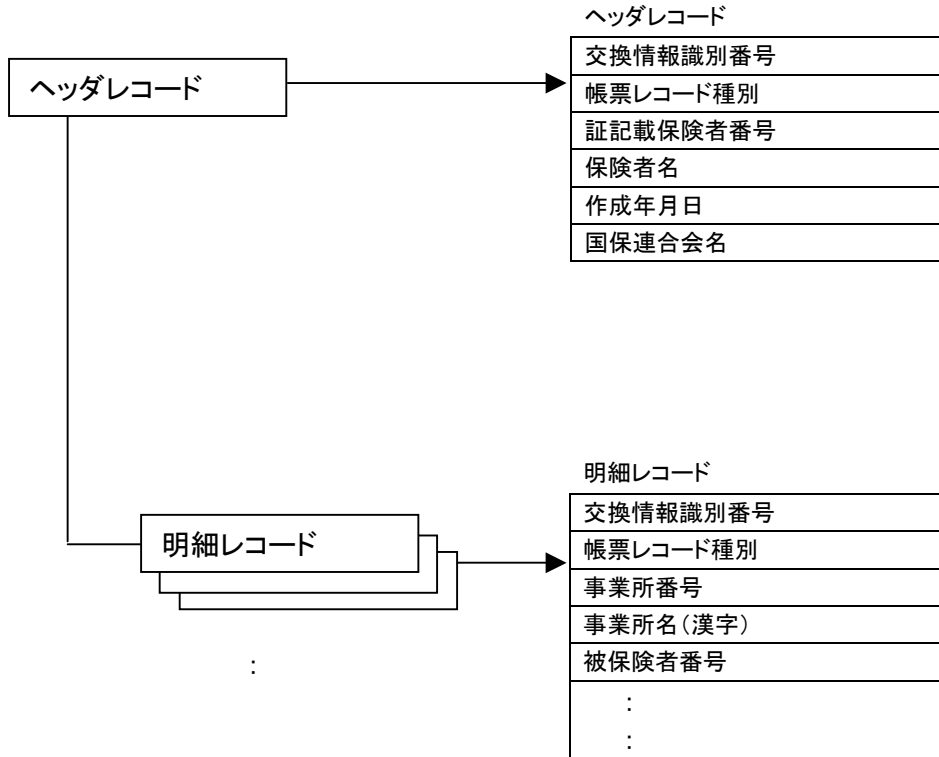 ヘッダレコード
ヘッダレコード
交換情報識別番号
帳票レコード種別
証記載保険者番号
保険者名
作成年月日
国保連合会名
明細レコード
明細レコード
交換情報識別番号
帳票レコード種別
事業所番号
事業所名(漢字)
被保険者番号
:
:
: